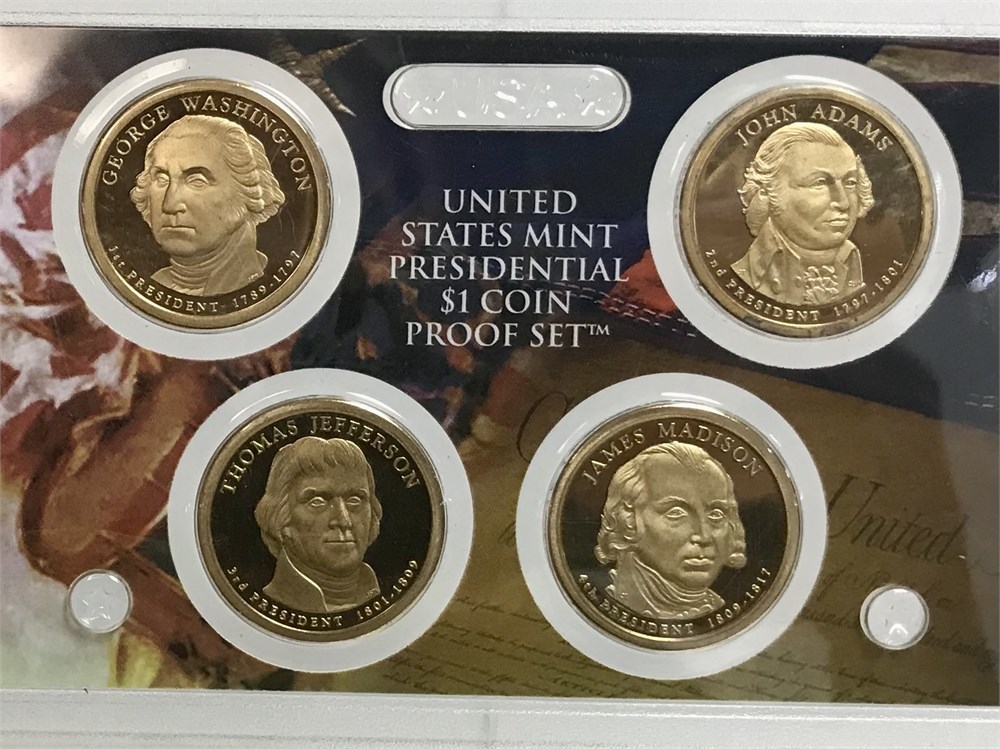 USA
GEORGE WASHINGTON
1st PRESIDENT 1789-1797
UNITED
STATES MINT
PRESIDENTIAL
$1 COIN
PROOF SET™
JOHN ADAMS
2nd PRESIDENT 1797-1801
THOMAS JEFFERSON
3rd PRESIDENT 1801-1809
JAMES MADISON
4th PRESIDENT 1809-1817
United